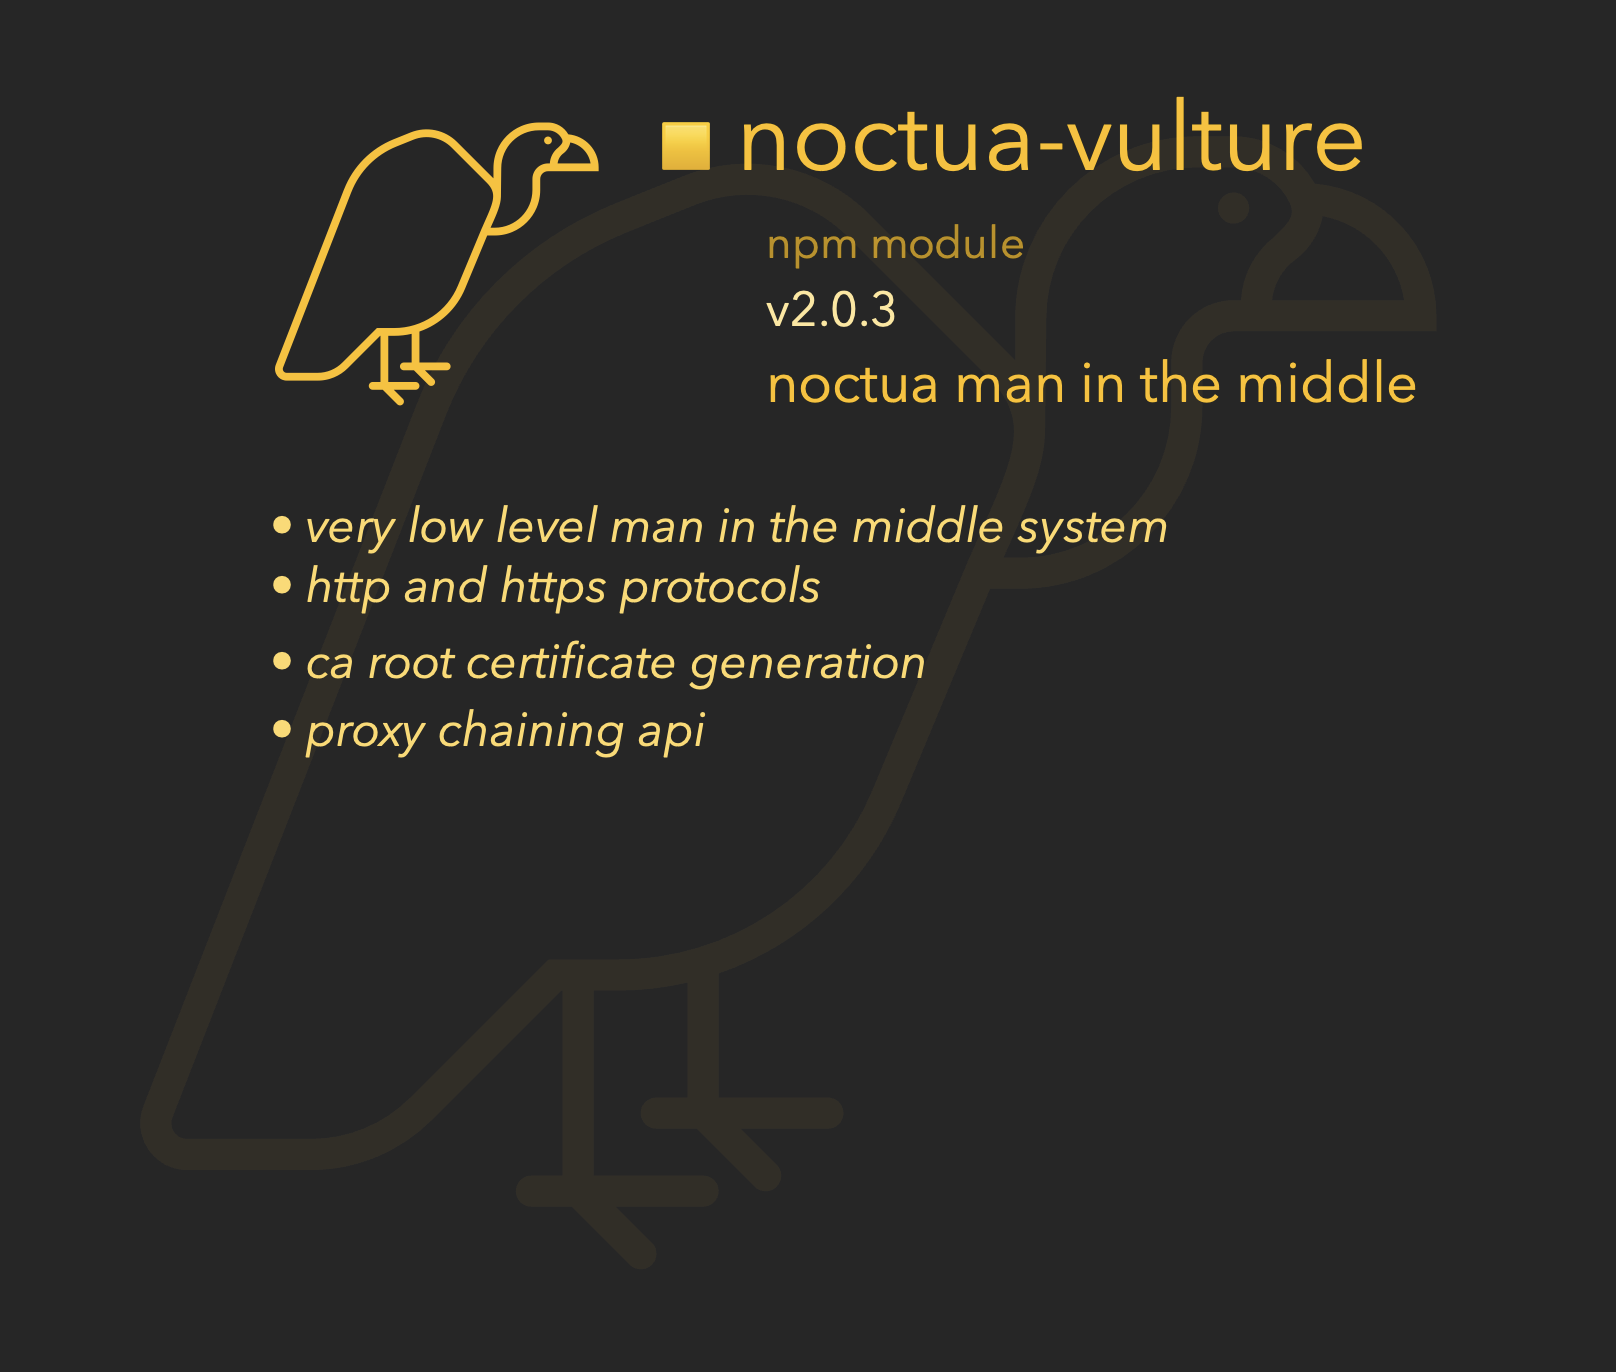 noctua-vulture
npm module
v2.0.3
noctua man in the middle
• very low level man in the middle system
• http and https protocols
• ca root certificate generation
• proxy chaining api